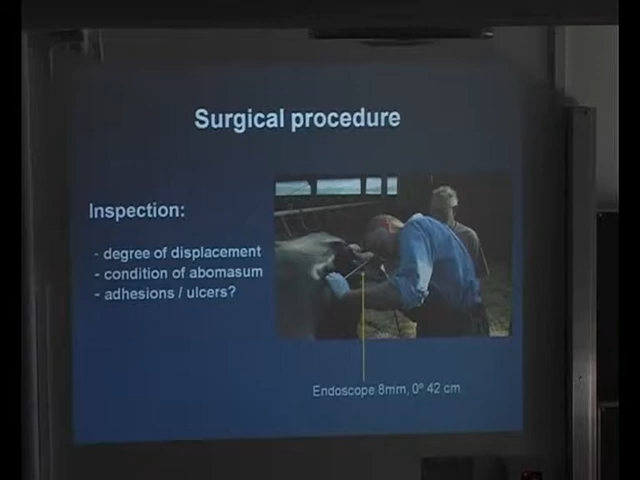 Surgical procedure
Inspection:
- degree of displacement
- condition of abomasum
- adhesions / ulcers?
Endoscope 8mm, 0° 42 cm